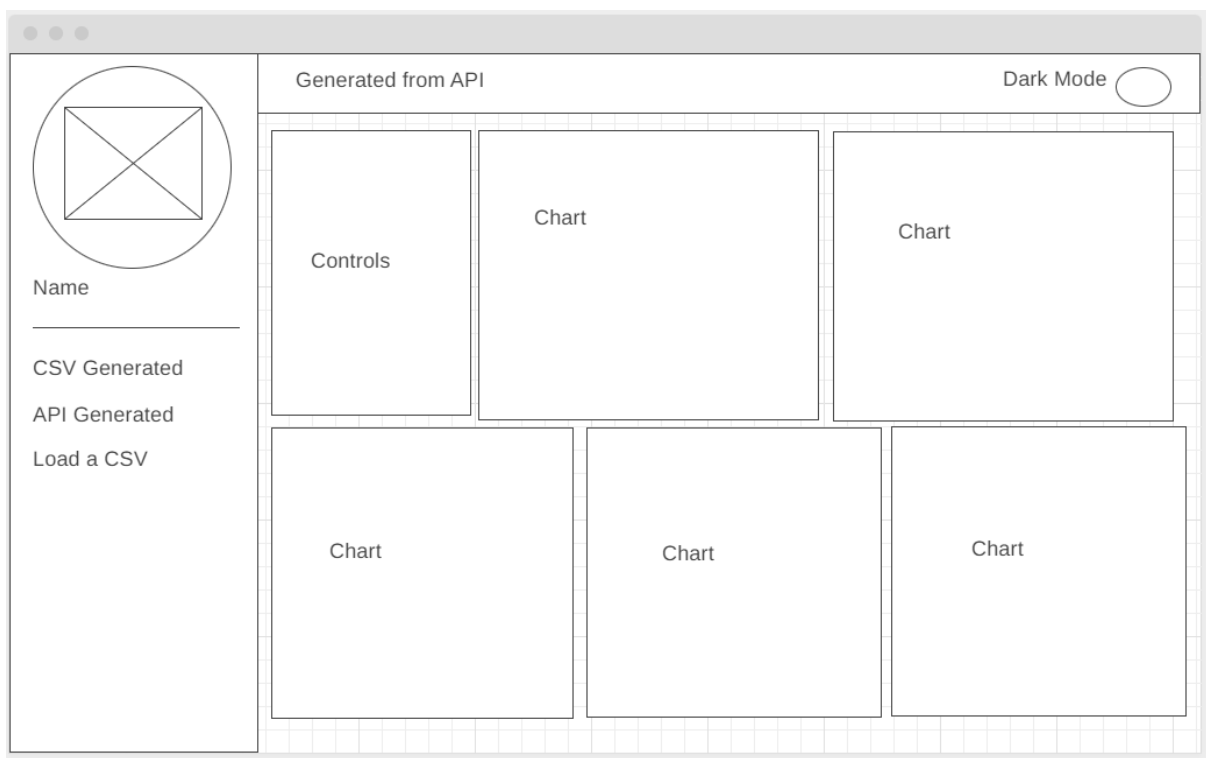 Generated from API
Dark Mode
Name
CSV Generated
API Generated
Load a CSV
Controls
Chart
Chart
Chart
Chart
Chart